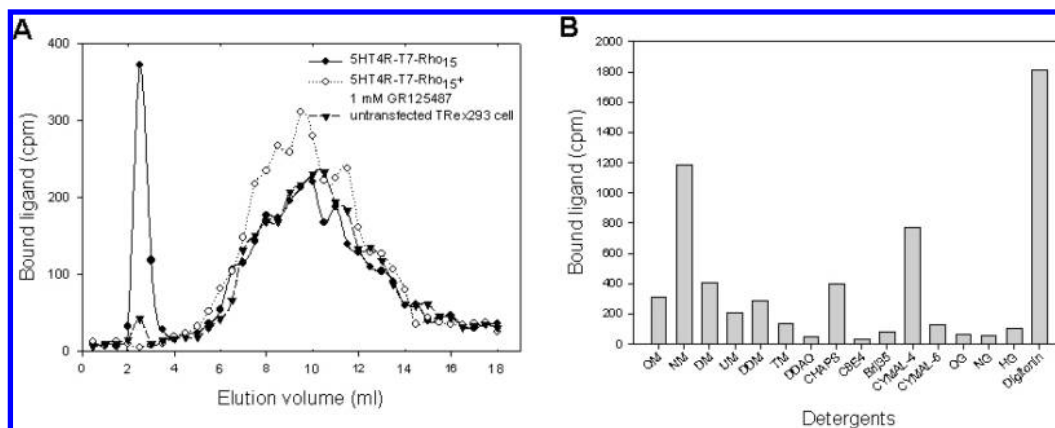 A
Bound ligand (cpm)
400
300
200
100
0
0 2 4 6 8 10 12 14 16 18
Elution volume (ml)
5HT4R-T7-Rho15
5HT4R-T7-Rho15+
1 mM GR125487
untransfected TRex293 cell
B
Bound ligand (cpm)
2000
1800
1600
1400
1200
1000
800
600
400
200
0
OM NM DM UM DDM TM DDAO CHAPS C8E4 Brij35 CYMAL-4 CYMAL-6 OG NG HG Digitonin
Detergents